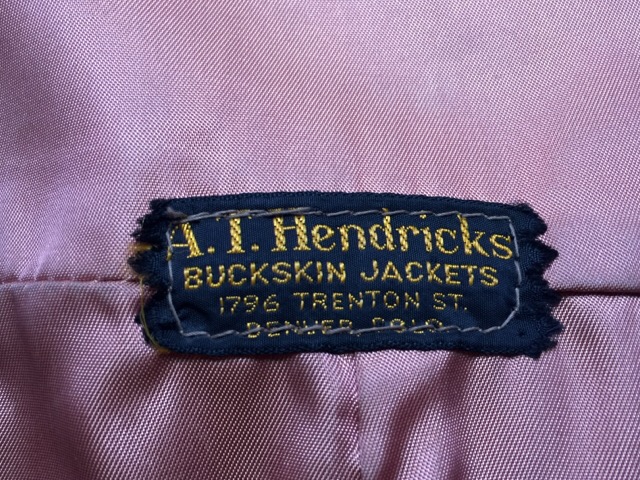 A.T. Hendricks
BUCKSKIN JACKETS
1796 TRENTON ST.
DENVER, COLO.